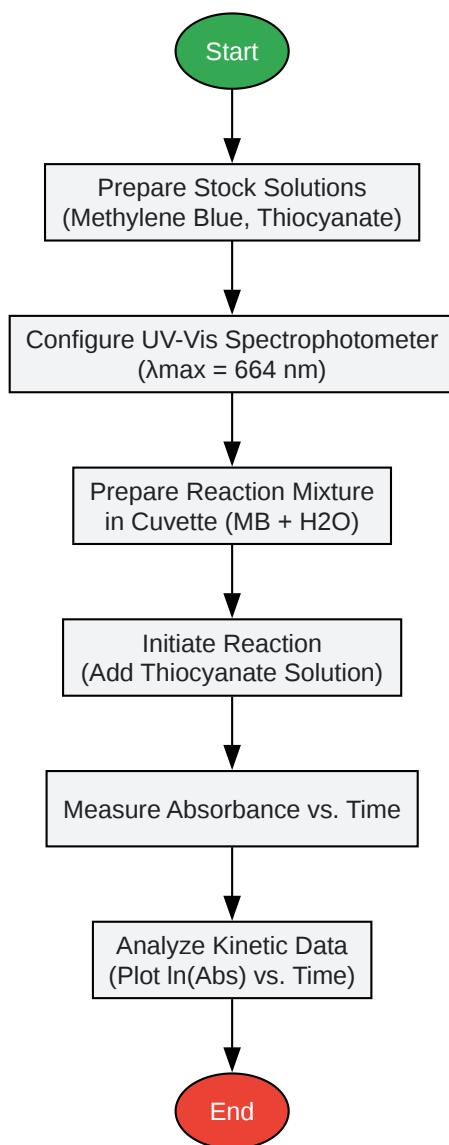 Start
Prepare Stock Solutions
(Methylene Blue, Thiocyanate)
Configure UV-Vis Spectrophotometer
(λmax = 664 nm)
Prepare Reaction Mixture
in Cuvette (MB + H2O)
Initiate Reaction
(Add Thiocyanate Solution)
Measure Absorbance vs. Time
Analyze Kinetic Data
(Plot ln(Abs) vs. Time)
End